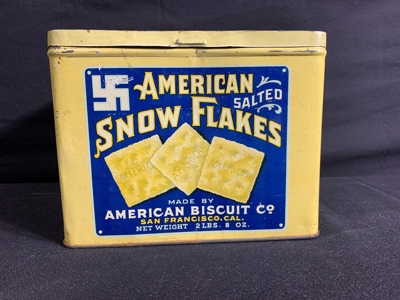 AMERICAN
SALTED
SNOW FLAKES
MADE BY
AMERICAN BISCUIT Cº
SAN FRANCISCO, CAL.
NET WEIGHT 2 LBS. 8 OZ.